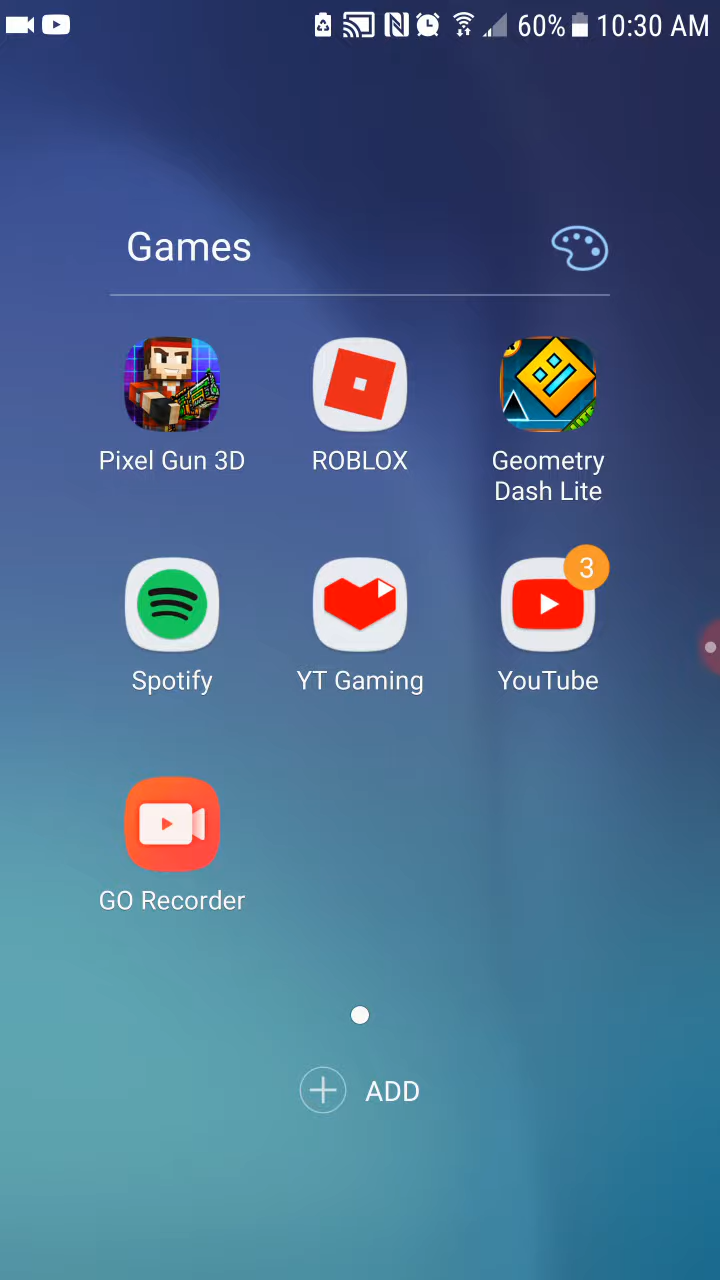 60% 10:30 AM
Games
Pixel Gun 3D
ROBLOX
Geometry
Dash Lite
3
Spotify
YT Gaming
YouTube
GO Recorder
ADD